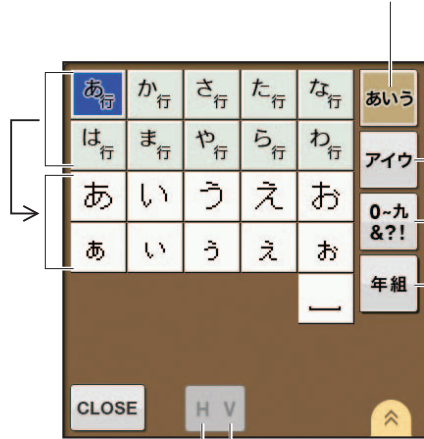 あ行 か行 さ行 た行 な行 あいう
は行 ま行 や行 ら行 わ行 アイウ
あ い う え お 0~九
&?!
ぁ ぃ ぅ ぇ ぉ 年組
CLOSE H V